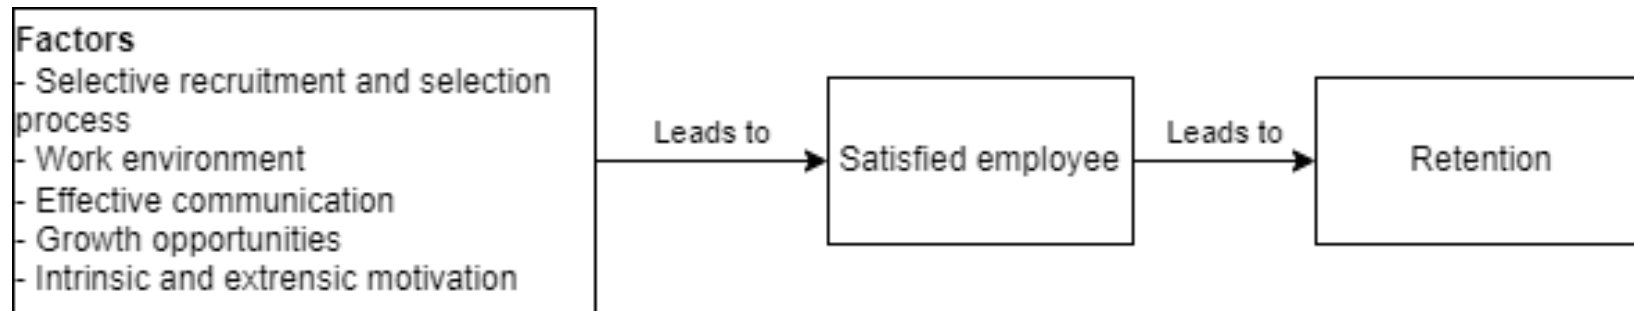 Factors
- Selective recruitment and selection
process
- Work environment
- Effective communication
- Growth opportunities
- Intrinsic and extrensic motivation
Leads to
Satisfied employee
Leads to
Retention